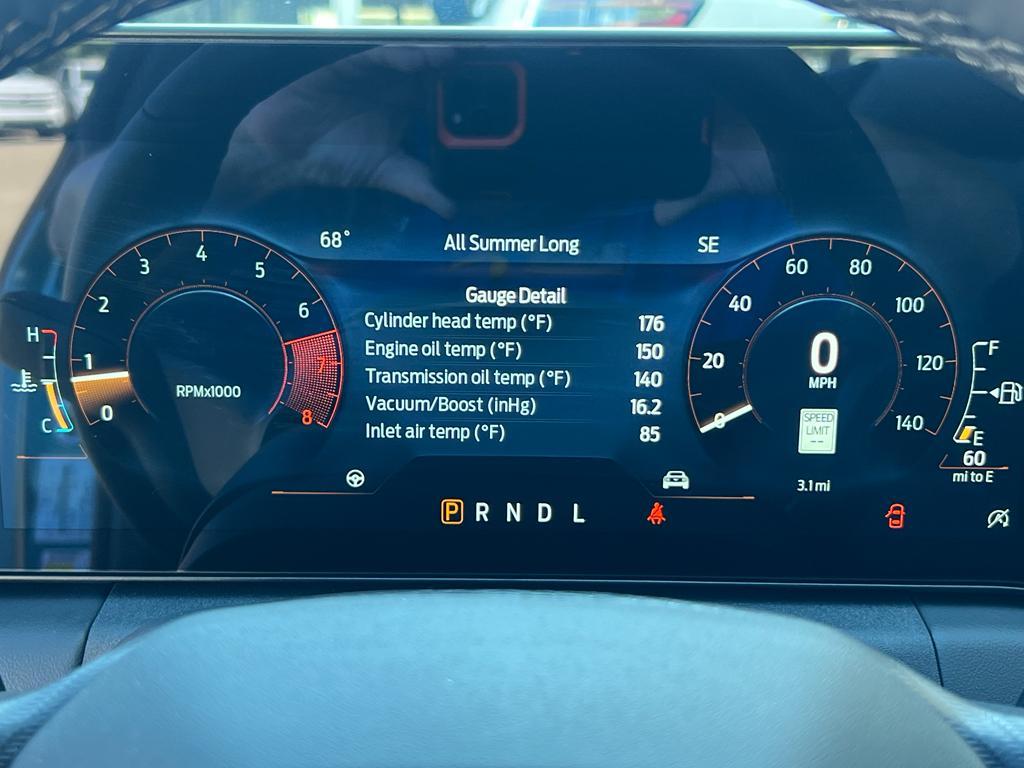 68° All Summer Long SE
Gauge Detail
Cylinder head temp (°F) 176
Engine oil temp (°F) 150
Transmission oil temp (°F) 140
Vacuum/Boost (inHg) 16.2
Inlet air temp (°F) 85
H
C
0
1
2
3
4
5
6
7
8
RPMx1000
0
20
40
60
80
100
120
140
0
MPH
SPEED
LIMIT
--
3.1 mi
F
E
60
mi to E
P R N D L